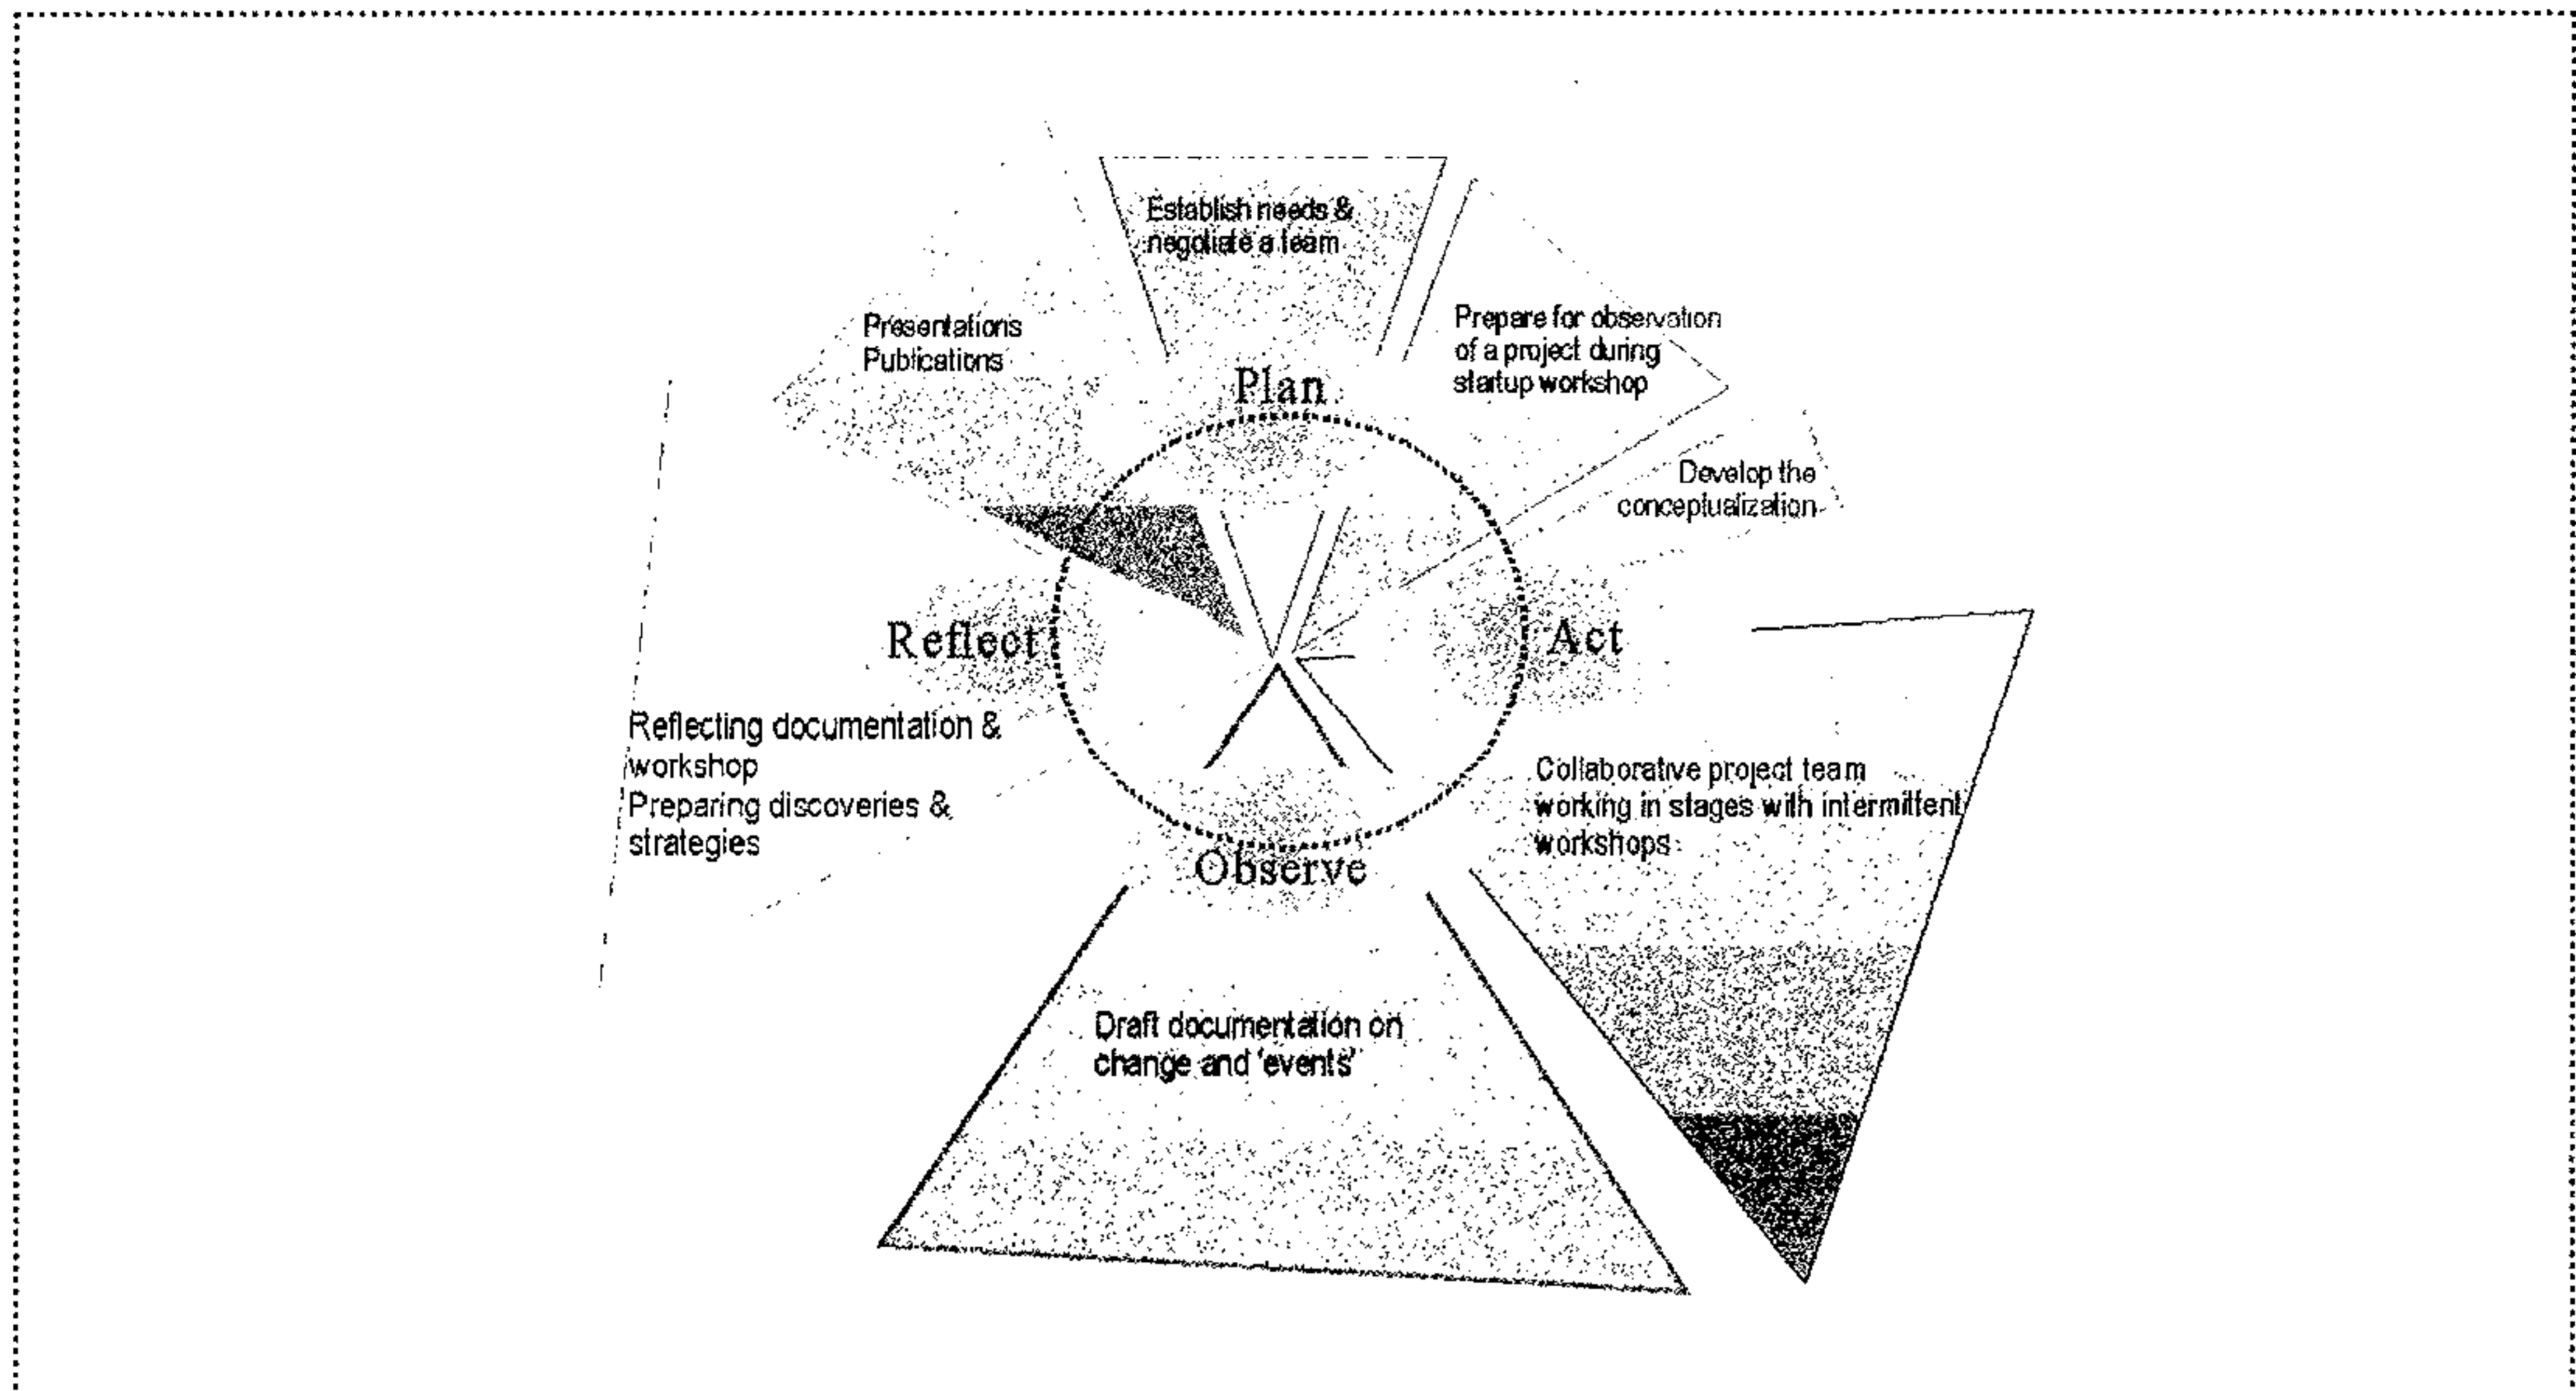 Establish needs &
negotiate a team
Presentations
Publications
Prepare for observation
of a project during
startup workshop
Plan
Develop the
conceptualization
Reflect
Act
Reflecting documentation &
workshop
Preparing discoveries &
strategies
Collaborative project team
working in stages with intermittent
workshops
Observe
Draft documentation on
change and 'events'